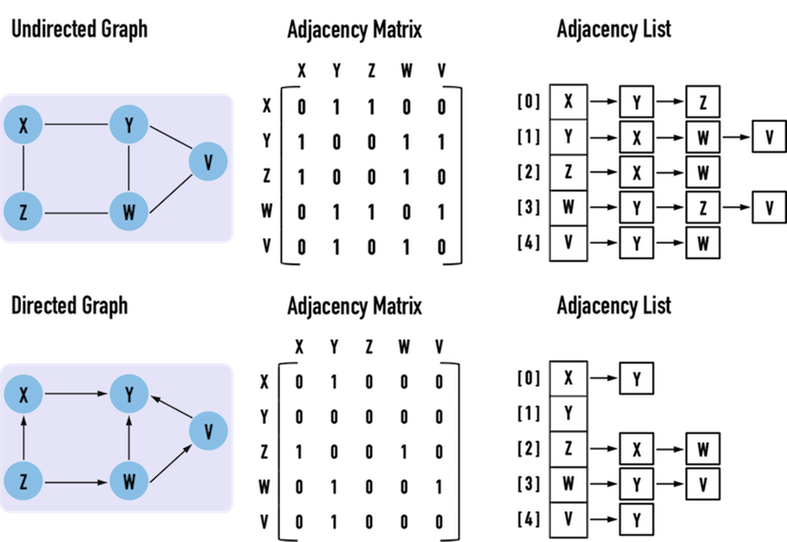 Undirected Graph
Adjacency Matrix
Adjacency List
X
Y
V
Z
W
X Y Z W V
X 0 1 1 0 0
Y 1 0 0 1 1
Z 1 0 0 1 0
W 0 1 1 0 1
V 0 1 0 1 0
[0] X Y Z
[1] Y X W V
[2] Z X W
[3] W Y Z V
[4] V Y W
Directed Graph
Adjacency Matrix
Adjacency List
X
Y
V
Z
W
X Y Z W V
X 0 1 0 0 0
Y 0 0 0 0 0
Z 1 0 0 1 0
W 0 1 0 0 1
V 0 1 0 0 0
[0] X Y
[1] Y
[2] Z X W
[3] W Y V
[4] V Y